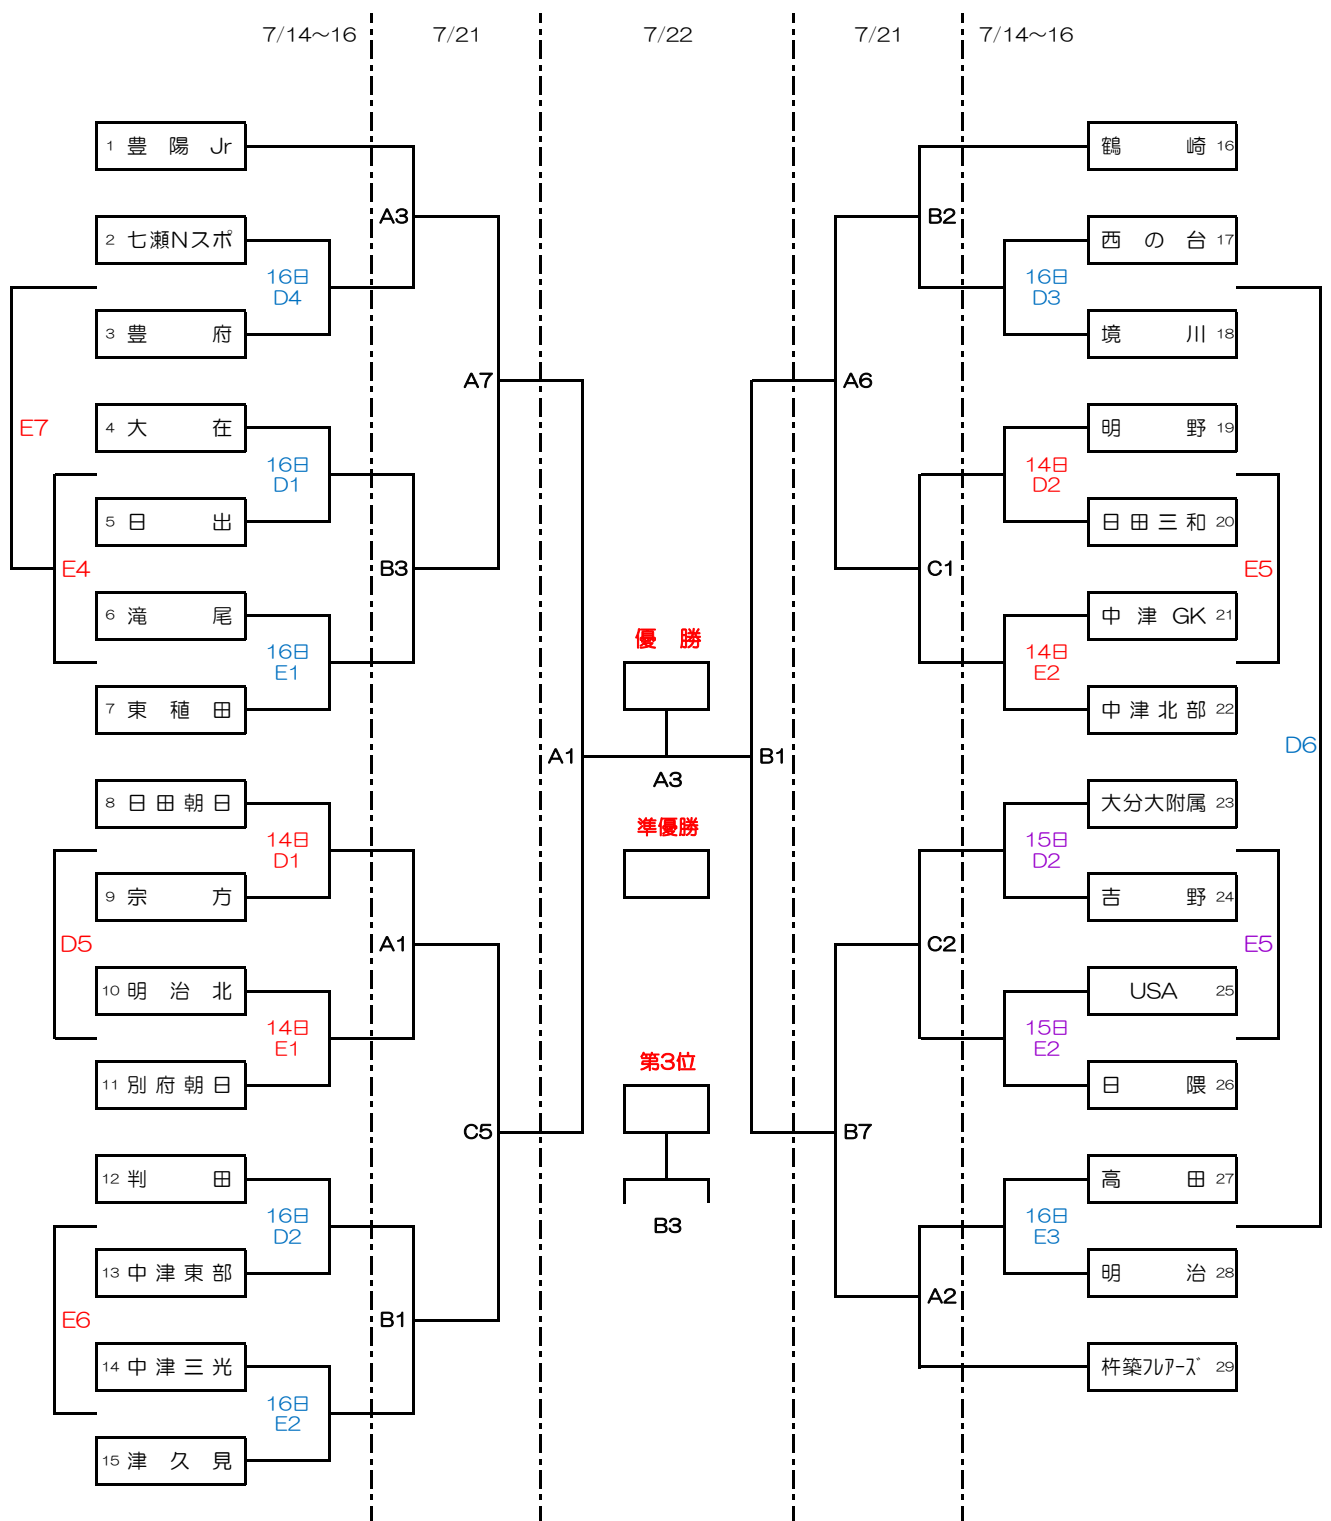 7/14～16 7/21 7/22 7/21 7/14～16
1 豊陽Jr
鶴崎 16
A3
B2
2 七瀬Nスポ
西の台 17
16日
D4
16日
D3
3 豊府
境川 18
A7
A6
E7
4 大在
明野 19
16日
D1
14日
D2
5 日出
日田三和 20
E4
B3
C1
E5
6 滝尾
中津GK 21
優勝
16日
E1
14日
E2
7 東稙田
中津北部 22
D6
A1
A3
B1
8 日田朝日
大分大附属 23
準優勝
14日
D1
15日
D2
9 宗方
吉野 24
D5
A1
C2
E5
10 明治北
USA 25
14日
E1
15日
E2
第3位
11 別府朝日
日隈 26
C5
B7
12 判田
高田 27
16日
D2
16日
E3
B3
13 中津東部
明治 28
E6
B1
A2
14 中津三光
杵築ﾌﾚｱｰｽﾞ 29
16日
E2
15 津久見